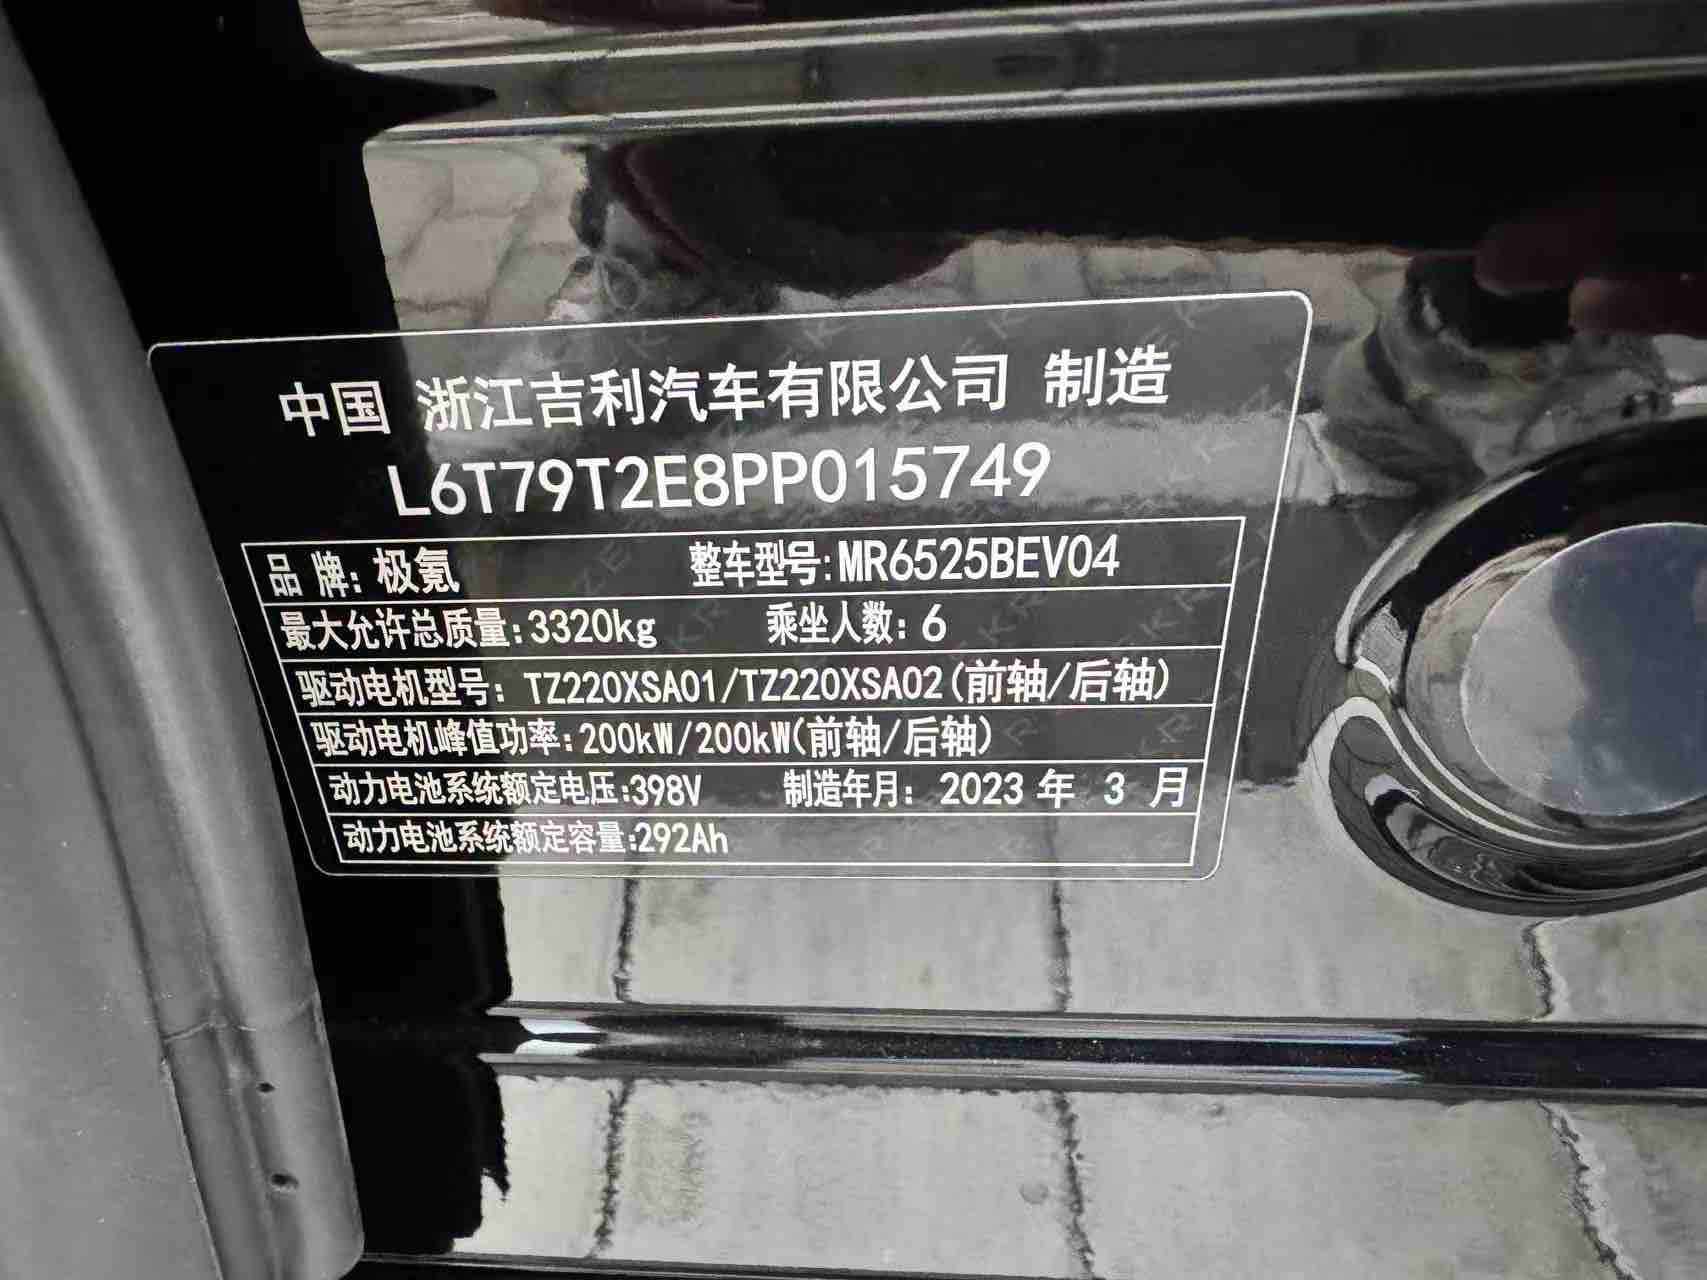 中国 浙江吉利汽车有限公司 制造
L6T79T2E8PP015749
品 牌: 极氪 整车型号:MR6525BEV04
最大允许总质量:3320kg 乘坐人数: 6
驱动电机型号: TZ220XSA01/TZ220XSA02(前轴/后轴)
驱动电机峰值功率:200kW/200kW(前轴/后轴)
动力电池系统额定电压:398V 制造年月: 2023 年 3 月
动力电池系统额定容量:292Ah